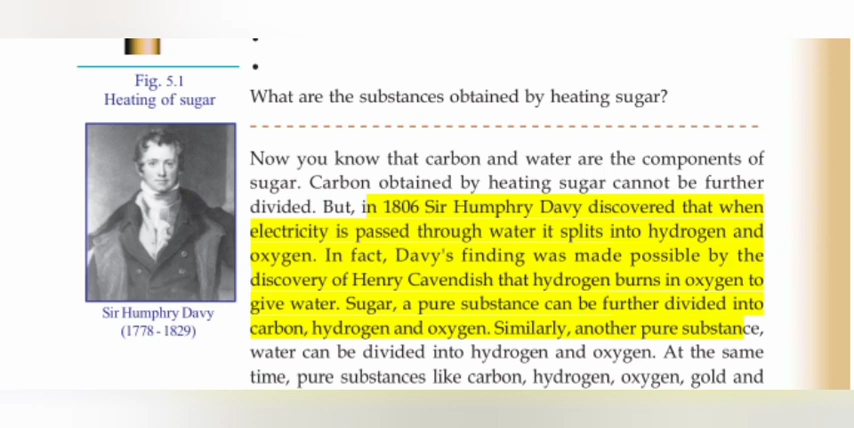 Fig. 5.1
Heating of sugar
What are the substances obtained by heating sugar?
Now you know that carbon and water are the components of
sugar. Carbon obtained by heating sugar cannot be further
divided. But, in 1806 Sir Humphry Davy discovered that when
electricity is passed through water it splits into hydrogen and
oxygen. In fact, Davy's finding was made possible by the
discovery of Henry Cavendish that hydrogen burns in oxygen to
give water. Sugar, a pure substance can be further divided into
carbon, hydrogen and oxygen. Similarly, another pure substance,
water can be divided into hydrogen and oxygen. At the same
time, pure substances like carbon, hydrogen, oxygen, gold and
Sir Humphry Davy
(1778 - 1829)